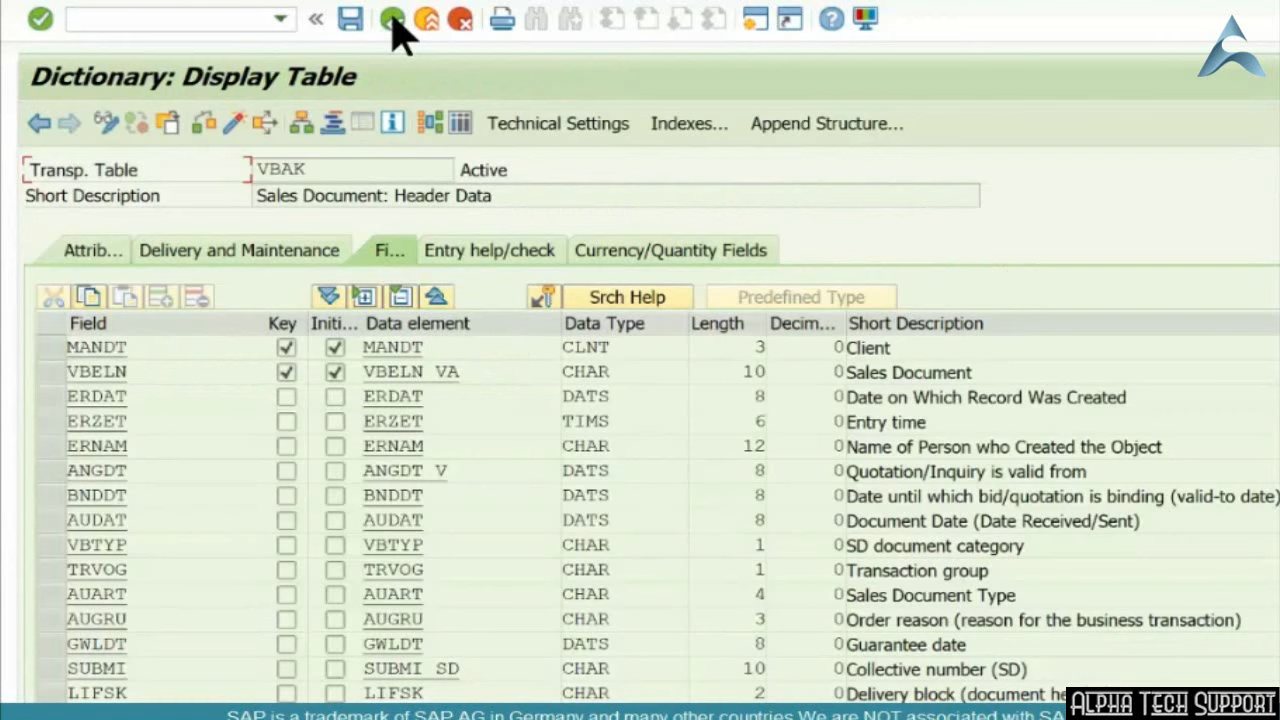 Dictionary: Display Table
Technical Settings Indexes... Append Structure...
Transp. Table VBAK Active
Short Description Sales Document: Header Data
Attrib... Delivery and Maintenance Fi... Entry help/check Currency/Quantity Fields
Srch Help Predefined Type
Field Key Initi... Data element Data Type Length Decim... Short Description
MANDT MANDT CLNT 3 0 Client
VBELN VBELN VA CHAR 10 0 Sales Document
ERDAT ERDAT DATS 8 0 Date on Which Record Was Created
ERZET ERZET TIMS 6 0 Entry time
ERNAM ERNAM CHAR 12 0 Name of Person who Created the Object
ANGDT ANGDT V DATS 8 0 Quotation/Inquiry is valid from
BNDDT BNDDT DATS 8 0 Date until which bid/quotation is binding (valid-to date)
AUDAT AUDAT DATS 8 0 Document Date (Date Received/Sent)
VBTYP VBTYP CHAR 1 0 SD document category
TRVOG TRVOG CHAR 1 0 Transaction group
AUART AUART CHAR 4 0 Sales Document Type
AUGRU AUGRU CHAR 3 0 Order reason (reason for the business transaction)
GWLDT GWLDT DATS 8 0 Guarantee date
SUBMI SUBMI SD CHAR 10 0 Collective number (SD)
LIFSK LIFSK CHAR 2 0 Delivery block (document he
ALPHA TECH SUPPORT
SAP is a trademark of SAP AG in Germany and many other countries We are NOT associated with SA